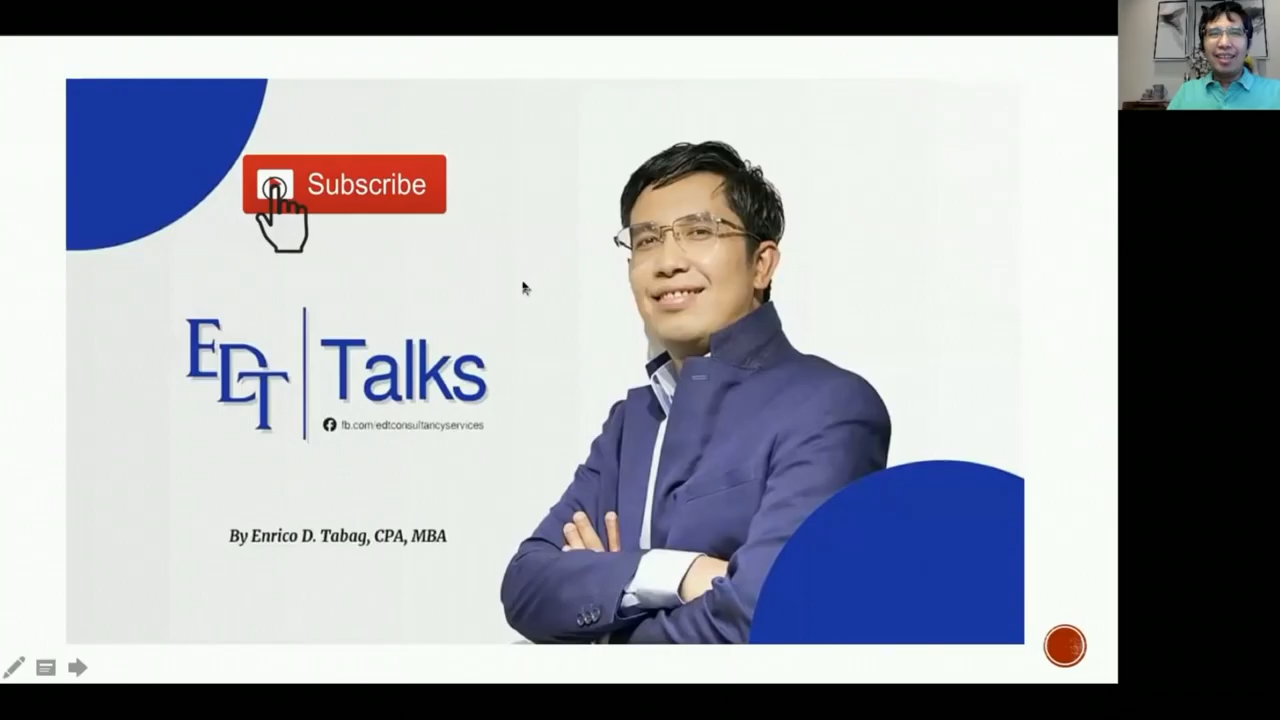 Subscribe
EDT Talks
fb.com/edtconsultancyservices
By Enrico D. Tabag, CPA, MBA